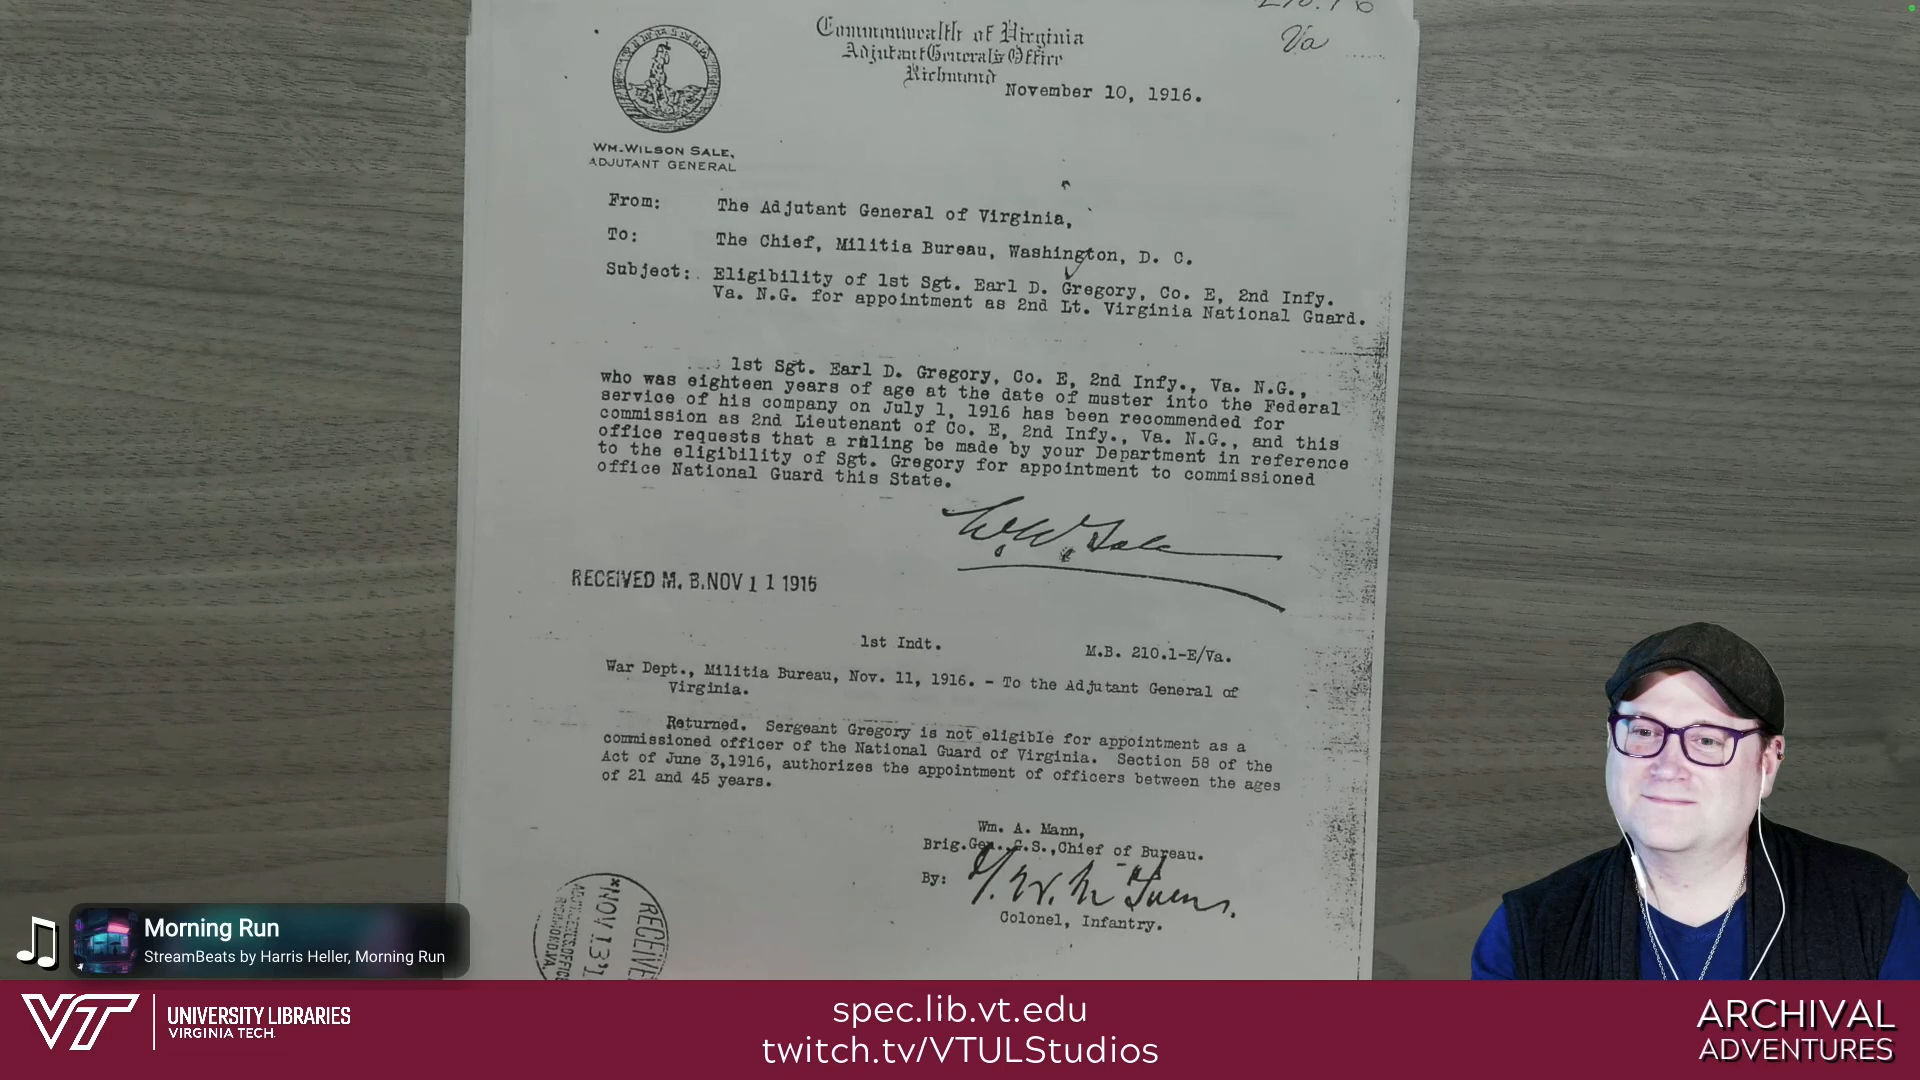 Va
Commonwealth of Virginia
Adjutant General's Office
Richmond
November 10, 1916.
WM. WILSON SALE,
ADJUTANT GENERAL
From: The Adjutant General of Virginia,
To: The Chief, Militia Bureau, Washington, D. C.
Subject: Eligibility of 1st Sgt. Earl D. Gregory, Co. E, 2nd Infy.
Va. N.G. for appointment as 2nd Lt. Virginia National Guard.
1st Sgt. Earl D. Gregory, Co. E, 2nd Infy., Va. N.G.,
who was eighteen years of age at the date of muster into the Federal
service of his company on July 1, 1916 has been recommended for
commission as 2nd Lieutenant of Co. E, 2nd Infy., Va. N.G., and this
office requests that a ruling be made by your Department in reference
to the eligibility of Sgt. Gregory for appointment to commissioned
office National Guard this State.
W. W. Sale
RECEIVED M. B. NOV 11 1916
1st Indt.
M.B. 210.1-E/Va.
War Dept., Militia Bureau, Nov. 11, 1916. - To the Adjutant General of
Virginia.
Returned. Sergeant Gregory is not eligible for appointment as a
commissioned officer of the National Guard of Virginia. Section 58 of the
Act of June 3,1916, authorizes the appointment of officers between the ages
of 21 and 45 years.
Wm. A. Mann,
Brig.Gen., G.S.,Chief of Bureau.
By:
Colonel, Infantry.
NOV 13
Morning Run
StreamBeats by Harris Heller, Morning Run
VT
UNIVERSITY LIBRARIES
VIRGINIA TECH
spec.lib.vt.edu
twitch.tv/VTULStudios
ARCHIVAL
ADVENTURES